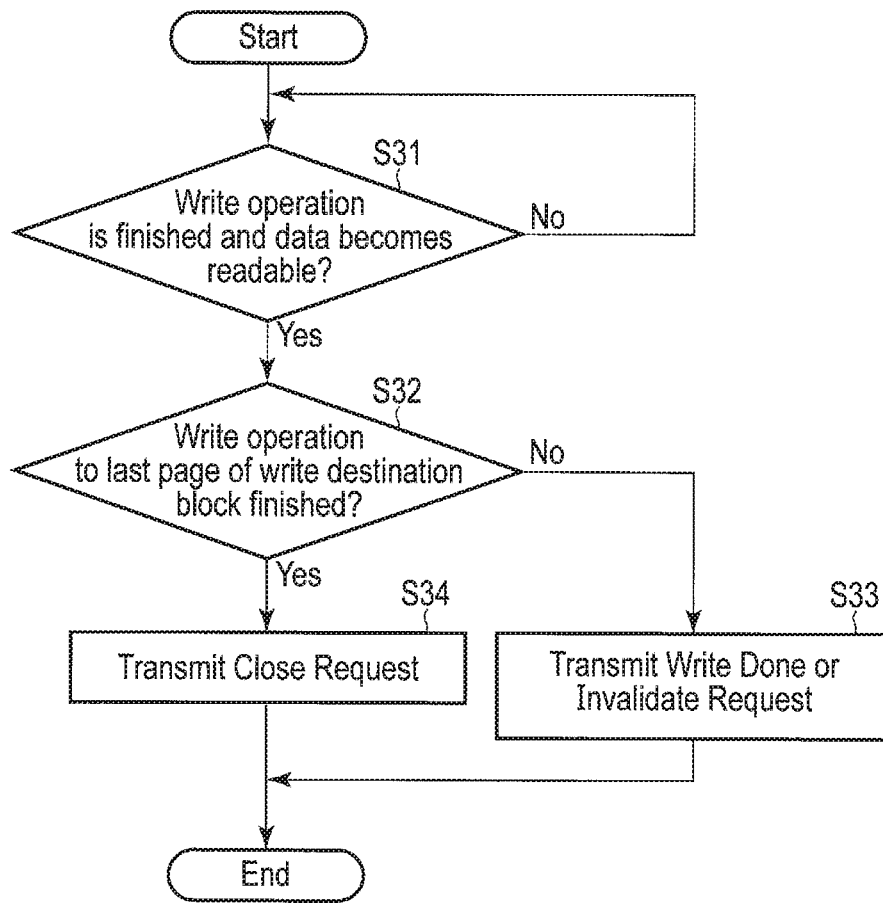 Start
S31
Write operation
is finished and data becomes
readable?
No
Yes
S32
Write operation
to last page of write destination
block finished?
No
Yes
S34
Transmit Close Request
S33
Transmit Write Done or
Invalidate Request
End